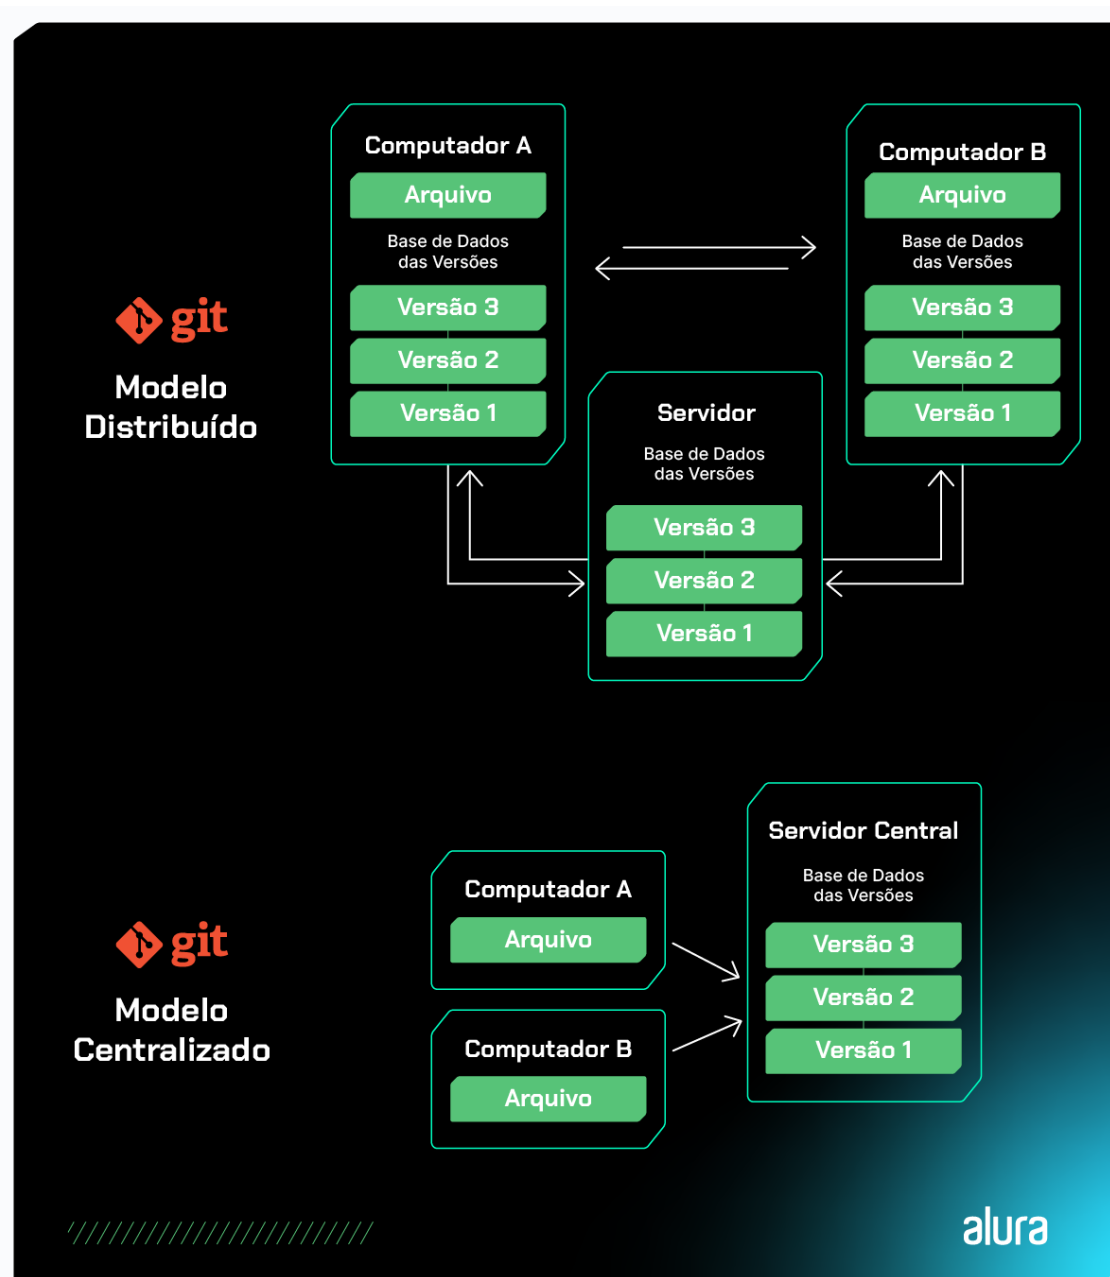 Computador A
Arquivo
Base de Dados
das Versões
Versão 3
Versão 2
Versão 1
Computador B
Arquivo
Base de Dados
das Versões
Versão 3
Versão 2
Versão 1
git
Modelo
Distribuído
Servidor
Base de Dados
das Versões
Versão 3
Versão 2
Versão 1
Servidor Central
Base de Dados
das Versões
Versão 3
Versão 2
Versão 1
Computador A
Arquivo
git
Modelo
Centralizado
Computador B
Arquivo
alura